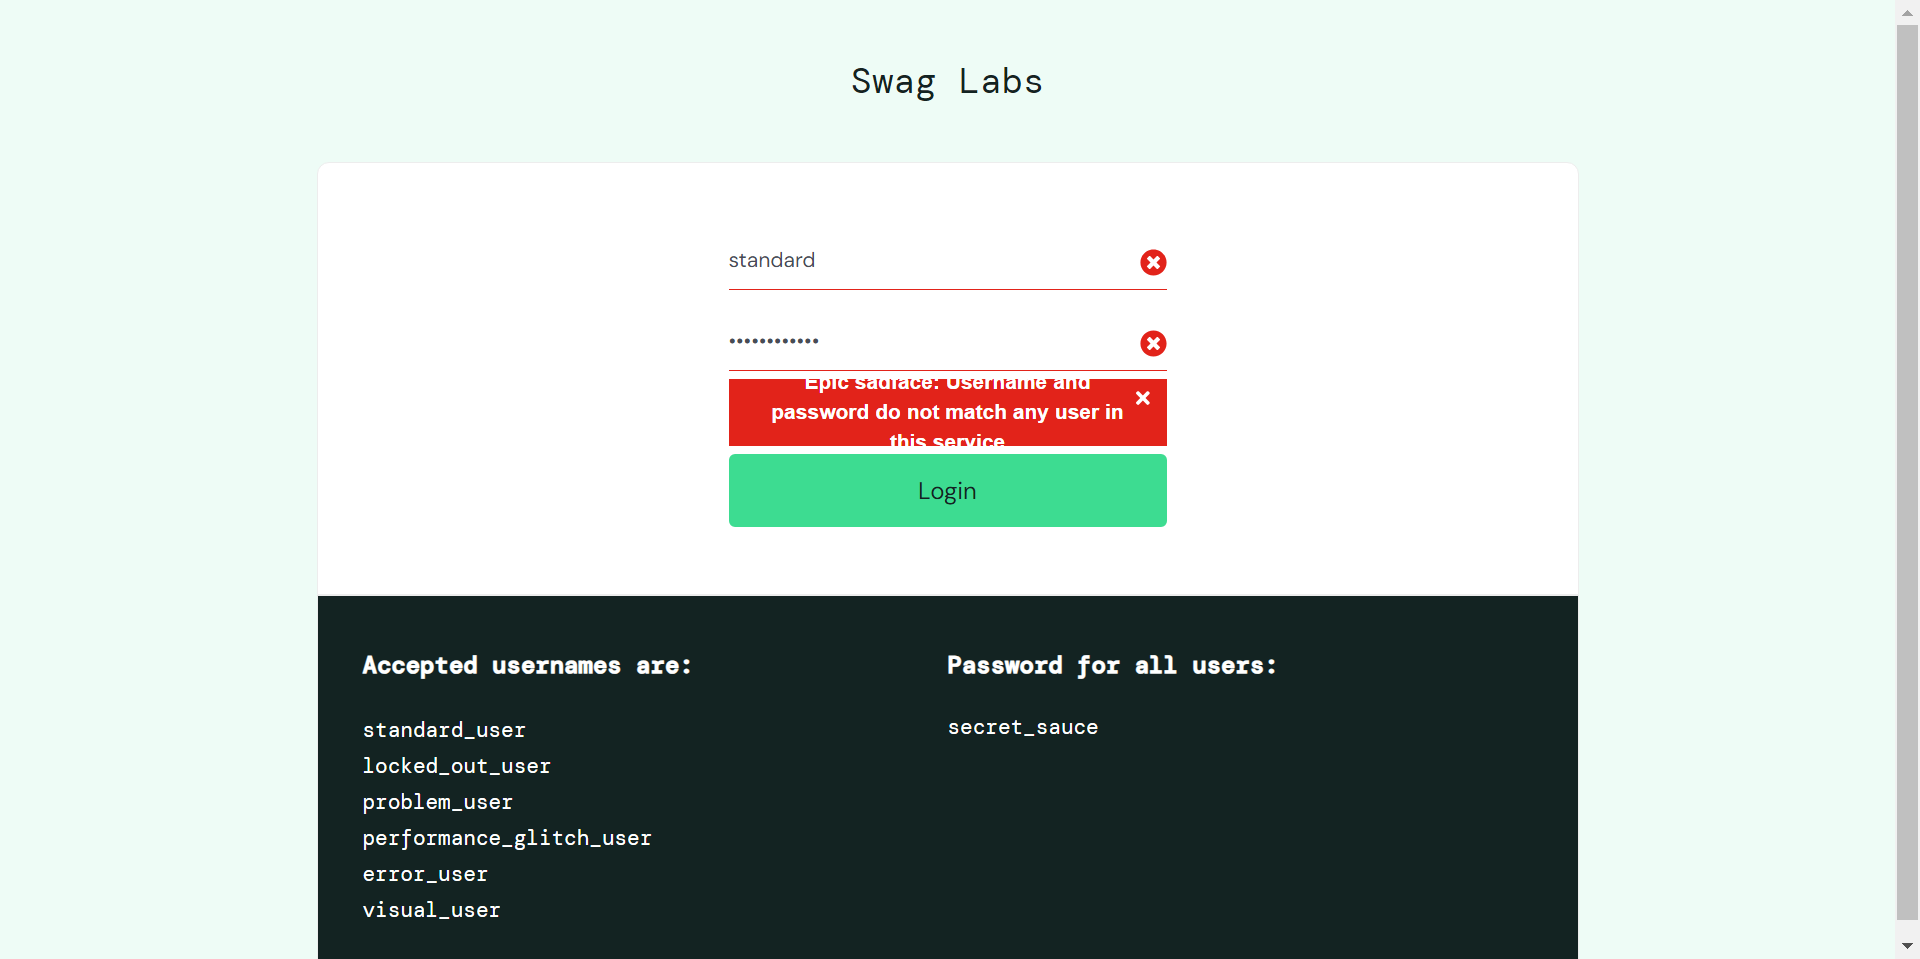 Swag Labs
standard
••••••••••••
Epic sadface: Username and
password do not match any user in
this service
Login
Accepted usernames are:
standard_user
locked_out_user
problem_user
performance_glitch_user
error_user
visual_user
Password for all users:
secret_sauce